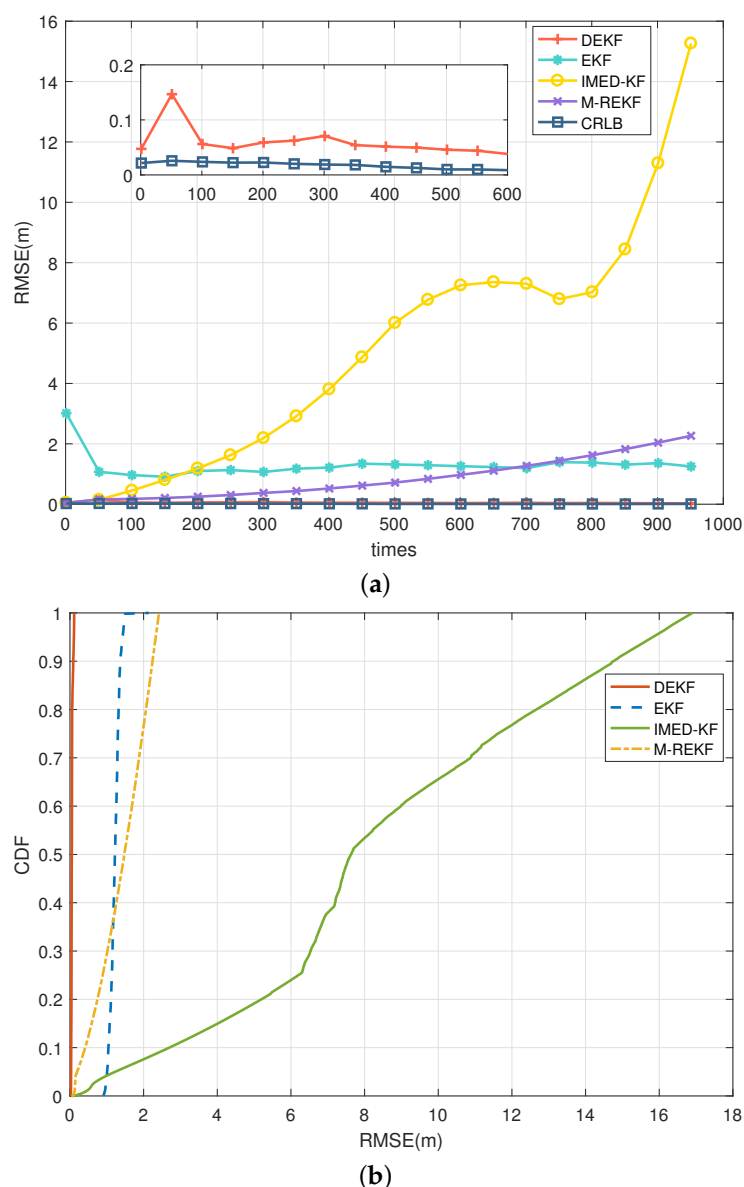 16
14
12
10
8
6
4
2
0
RMSE(m)
0.2
0.1
0
0 100 200 300 400 500 600
DEKF
EKF
IMED-KF
M-REKF
CRLB
0 100 200 300 400 500 600 700 800 900 1000
times
(a)
1
0.9
0.8
0.7
0.6
0.5
0.4
0.3
0.2
0.1
0
CDF
DEKF
EKF
IMED-KF
M-REKF
0 2 4 6 8 10 12 14 16 18
RMSE(m)
(b)